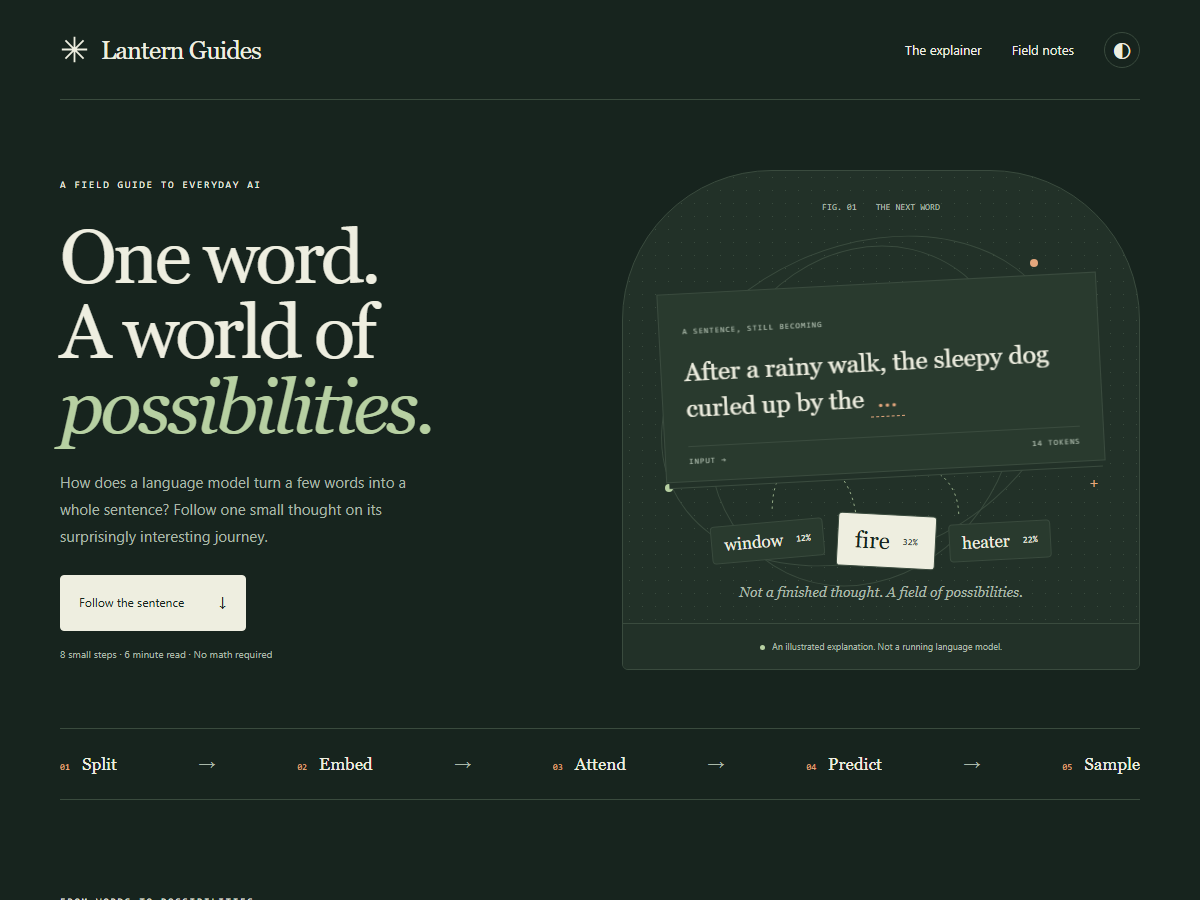 Lantern Guides
The explainer
Field notes
A FIELD GUIDE TO EVERYDAY AI
One word.
A world of
possibilities.
How does a language model turn a few words into a
whole sentence? Follow one small thought on its
surprisingly interesting journey.
Follow the sentence ↓
8 small steps · 6 minute read · No math required
FIG. 01 THE NEXT WORD
A SENTENCE, STILL BECOMING
After a rainy walk, the sleepy dog
curled up by the ...
INPUT →
14 TOKENS
window 12%
fire 32%
heater 22%
Not a finished thought. A field of possibilities.
An illustrated explanation. Not a running language model.
01 Split →
02 Embed →
03 Attend →
04 Predict →
05 Sample